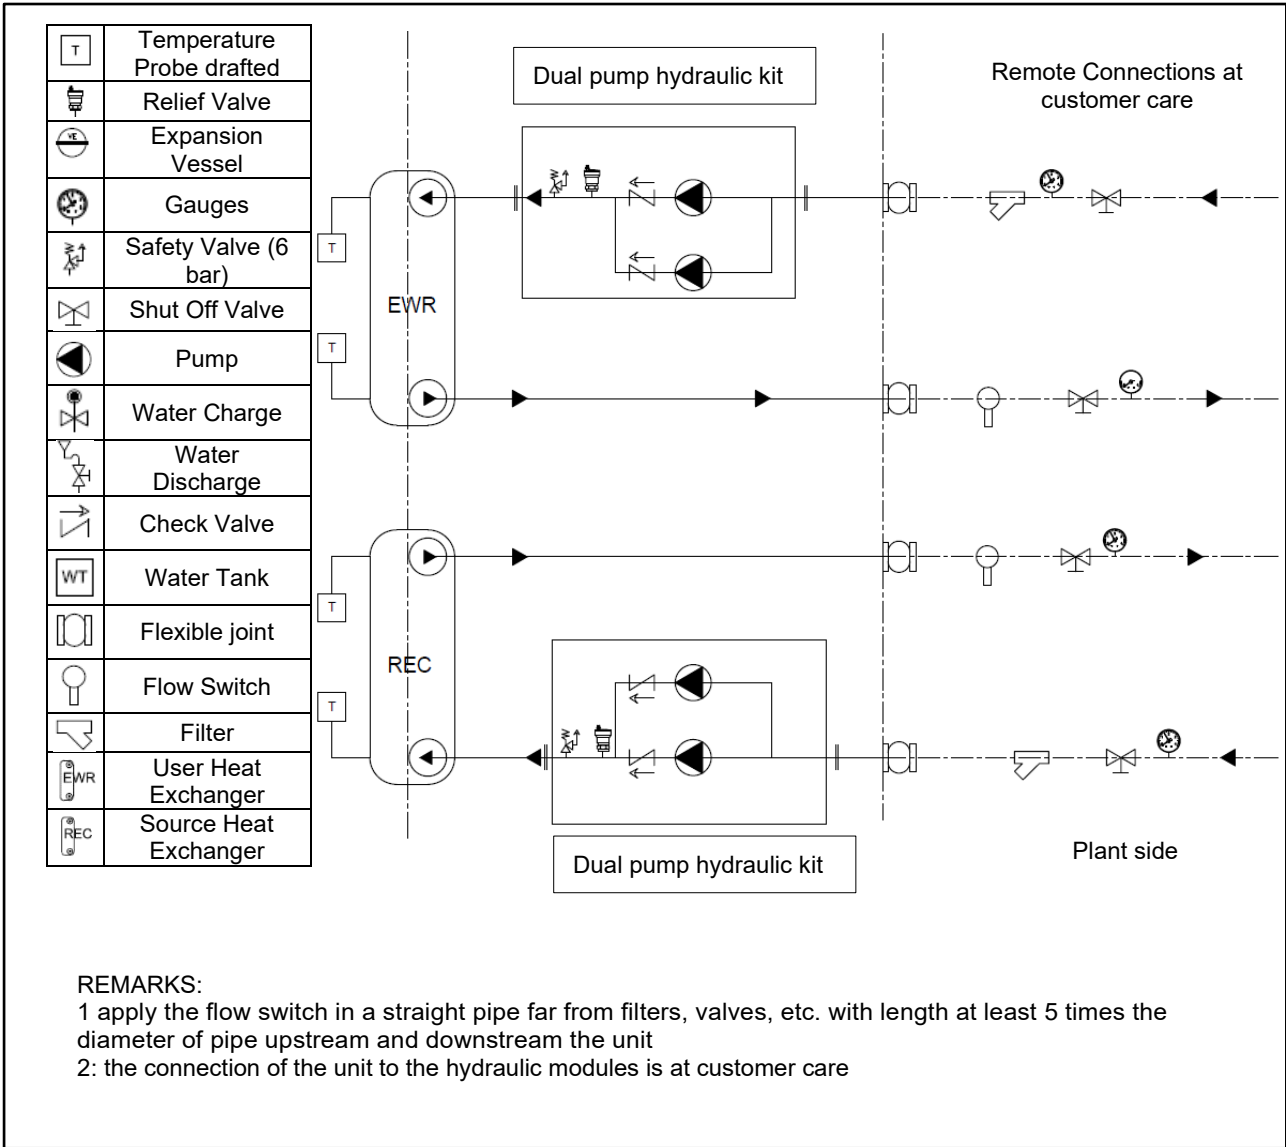 T
Temperature
Probe drafted
Relief Valve
VE
Expansion
Vessel
Gauges
Safety Valve (6
bar)
Shut Off Valve
Pump
Water Charge
Water
Discharge
Check Valve
WT
Water Tank
Flexible joint
Flow Switch
Filter
EWR
User Heat
Exchanger
REC
Source Heat
Exchanger
Dual pump hydraulic kit
Remote Connections at
customer care
T
EWR
T
T
REC
T
Dual pump hydraulic kit
Plant side
REMARKS:
1 apply the flow switch in a straight pipe far from filters, valves, etc. with length at least 5 times the
diameter of pipe upstream and downstream the unit
2: the connection of the unit to the hydraulic modules is at customer care